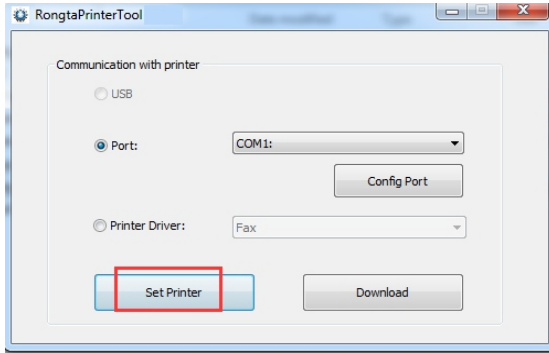 RongtaPrinterTool
Communication with printer
USB
Port:
COM1:
Config Port
Printer Driver:
Fax
Set Printer
Download